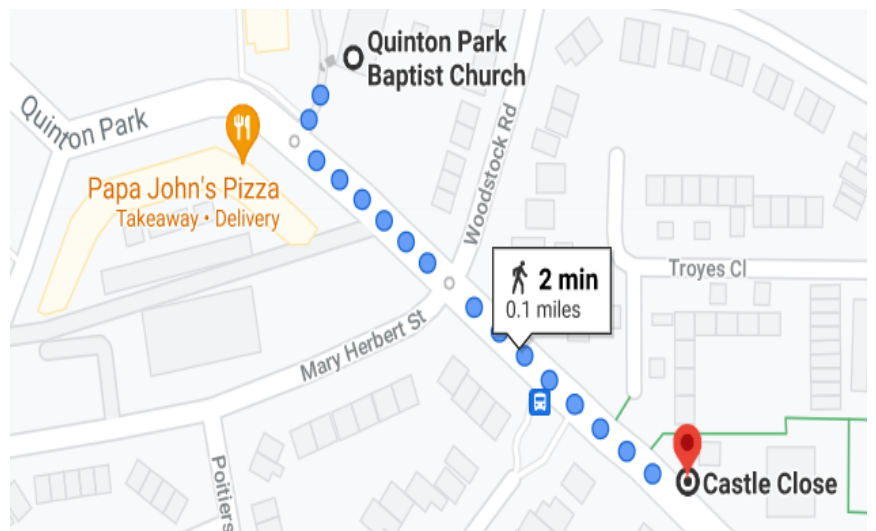 Quinton Park
Baptist Church
Quinton Park
Papa John's Pizza
Takeaway • Delivery
Woodstock Rd
2 min
0.1 miles
Troyes Cl
Mary Herbert St
Poitiers
Castle Close